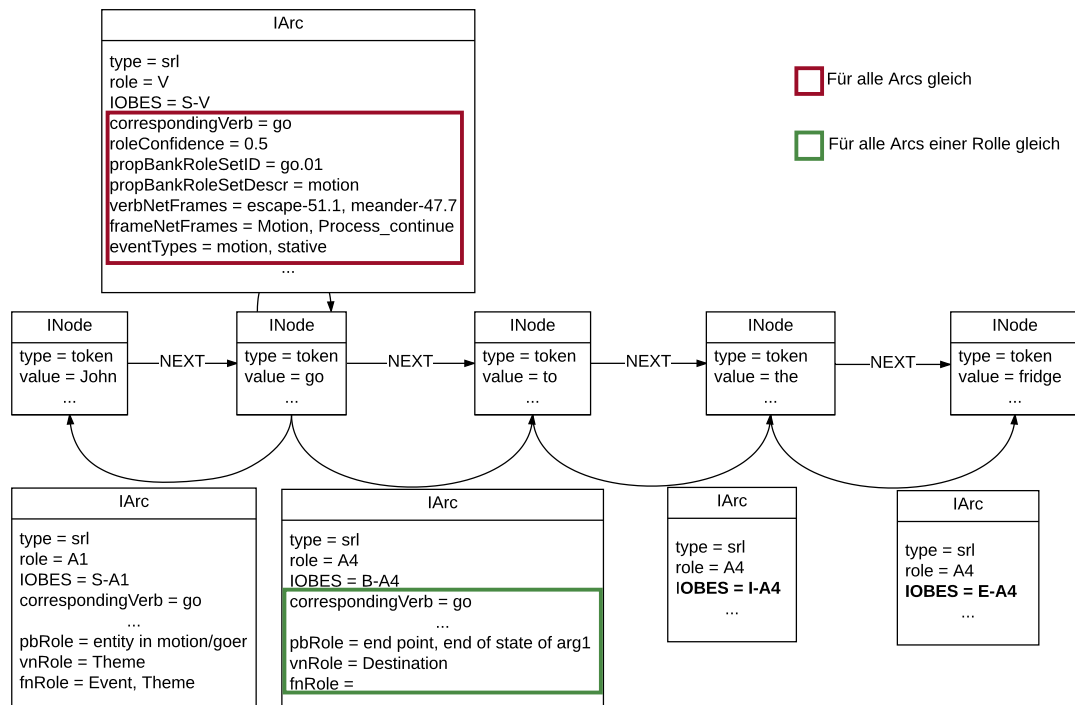 IArc
type = srl
role = V
IOBES = S-V
correspondingVerb = go
roleConfidence = 0.5
propBankRoleSetID = go.01
propBankRoleSetDescr = motion
verbNetFrames = escape-51.1, meander-47.7
frameNetFrames = Motion, Process_continue
eventTypes = motion, stative
...
Für alle Arcs gleich
Für alle Arcs einer Rolle gleich
INode
type = token
value = John
...
NEXT
INode
type = token
value = go
...
NEXT
INode
type = token
value = to
...
NEXT
INode
type = token
value = the
...
NEXT
INode
type = token
value = fridge
...
IArc
type = srl
role = A1
IOBES = S-A1
correspondingVerb = go
...
pbRole = entity in motion/goer
vnRole = Theme
fnRole = Event, Theme
IArc
type = srl
role = A4
IOBES = B-A4
correspondingVerb = go
...
pbRole = end point, end of state of arg1
vnRole = Destination
fnRole =
IArc
type = srl
role = A4
IOBES = I-A4
...
IArc
type = srl
role = A4
IOBES = E-A4
...